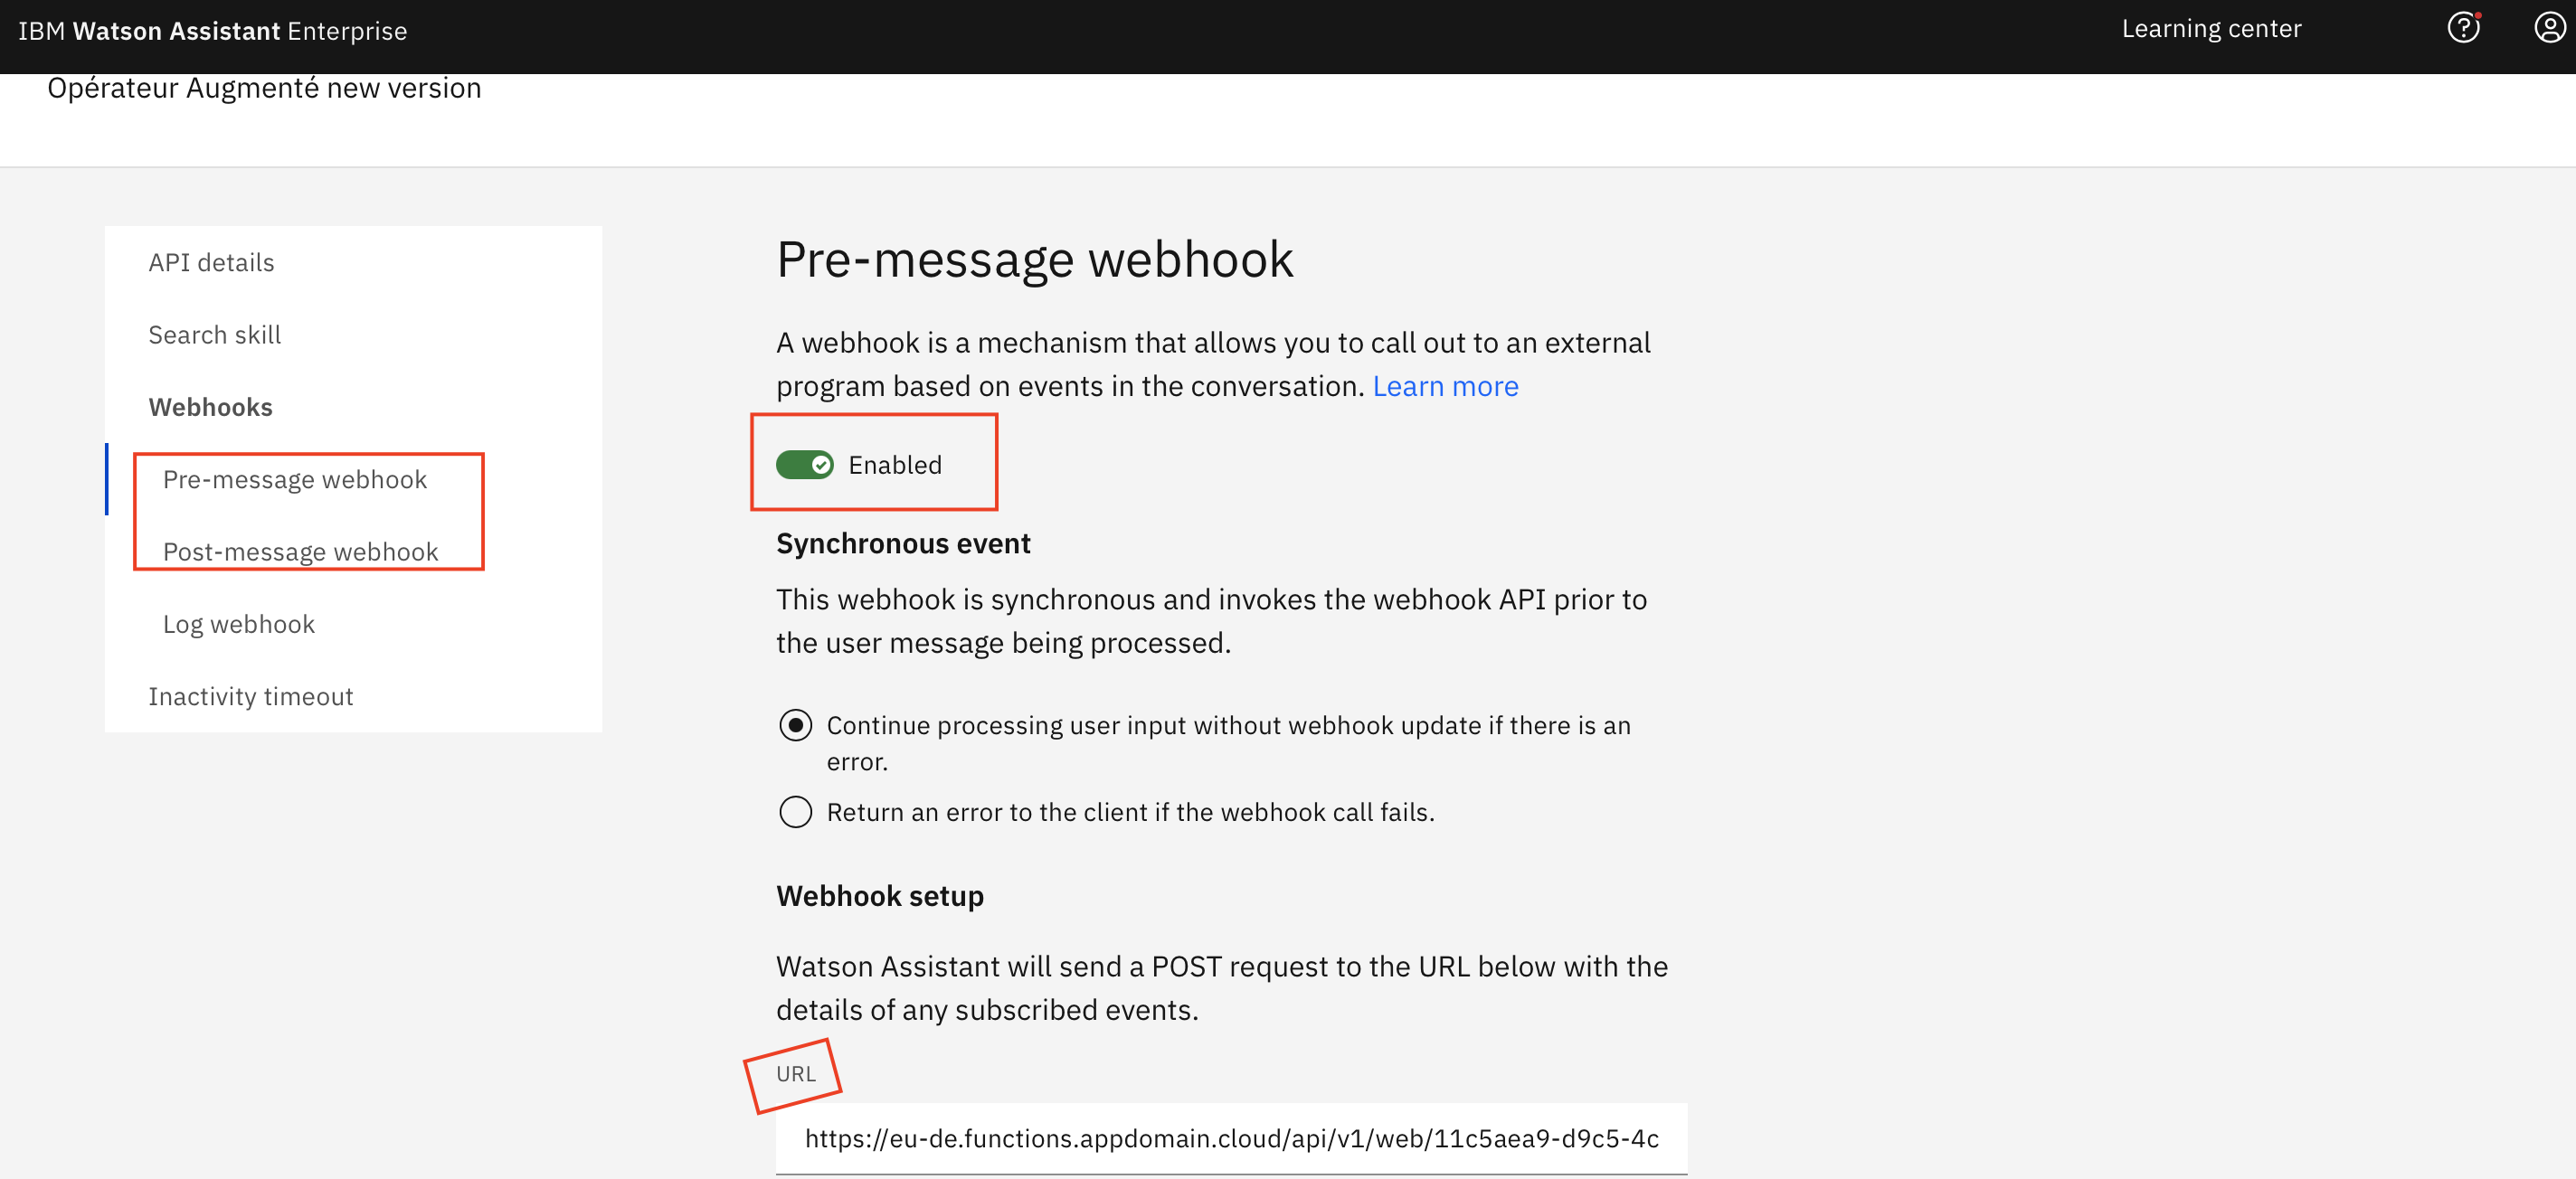 IBM Watson Assistant Enterprise
Learning center
Opérateur Augmenté new version
API details
Search skill
Webhooks
Pre-message webhook
Post-message webhook
Log webhook
Inactivity timeout
Pre-message webhook
A webhook is a mechanism that allows you to call out to an external
program based on events in the conversation. Learn more
Enabled
Synchronous event
This webhook is synchronous and invokes the webhook API prior to
the user message being processed.
Continue processing user input without webhook update if there is an
error.
Return an error to the client if the webhook call fails.
Webhook setup
Watson Assistant will send a POST request to the URL below with the
details of any subscribed events.
URL
https://eu-de.functions.appdomain.cloud/api/v1/web/11c5aea9-d9c5-4c